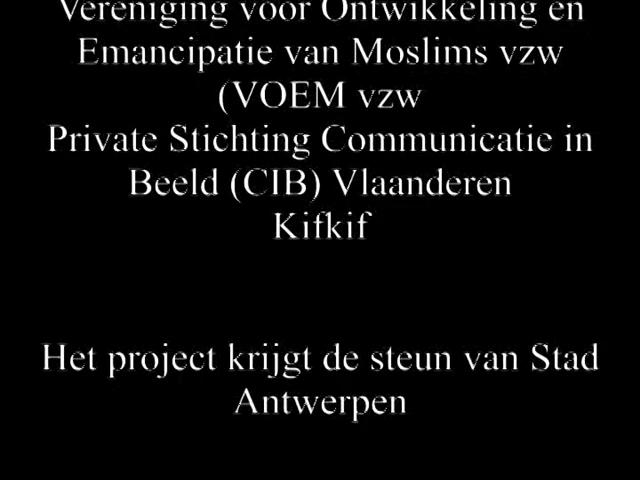 Vereniging voor Ontwikkeling en
Emancipatie van Moslims vzw
(VOEM vzw
Private Stichting Communicatie in
Beeld (CIB) Vlaanderen
Kifkif
Het project krijgt de steun van Stad
Antwerpen